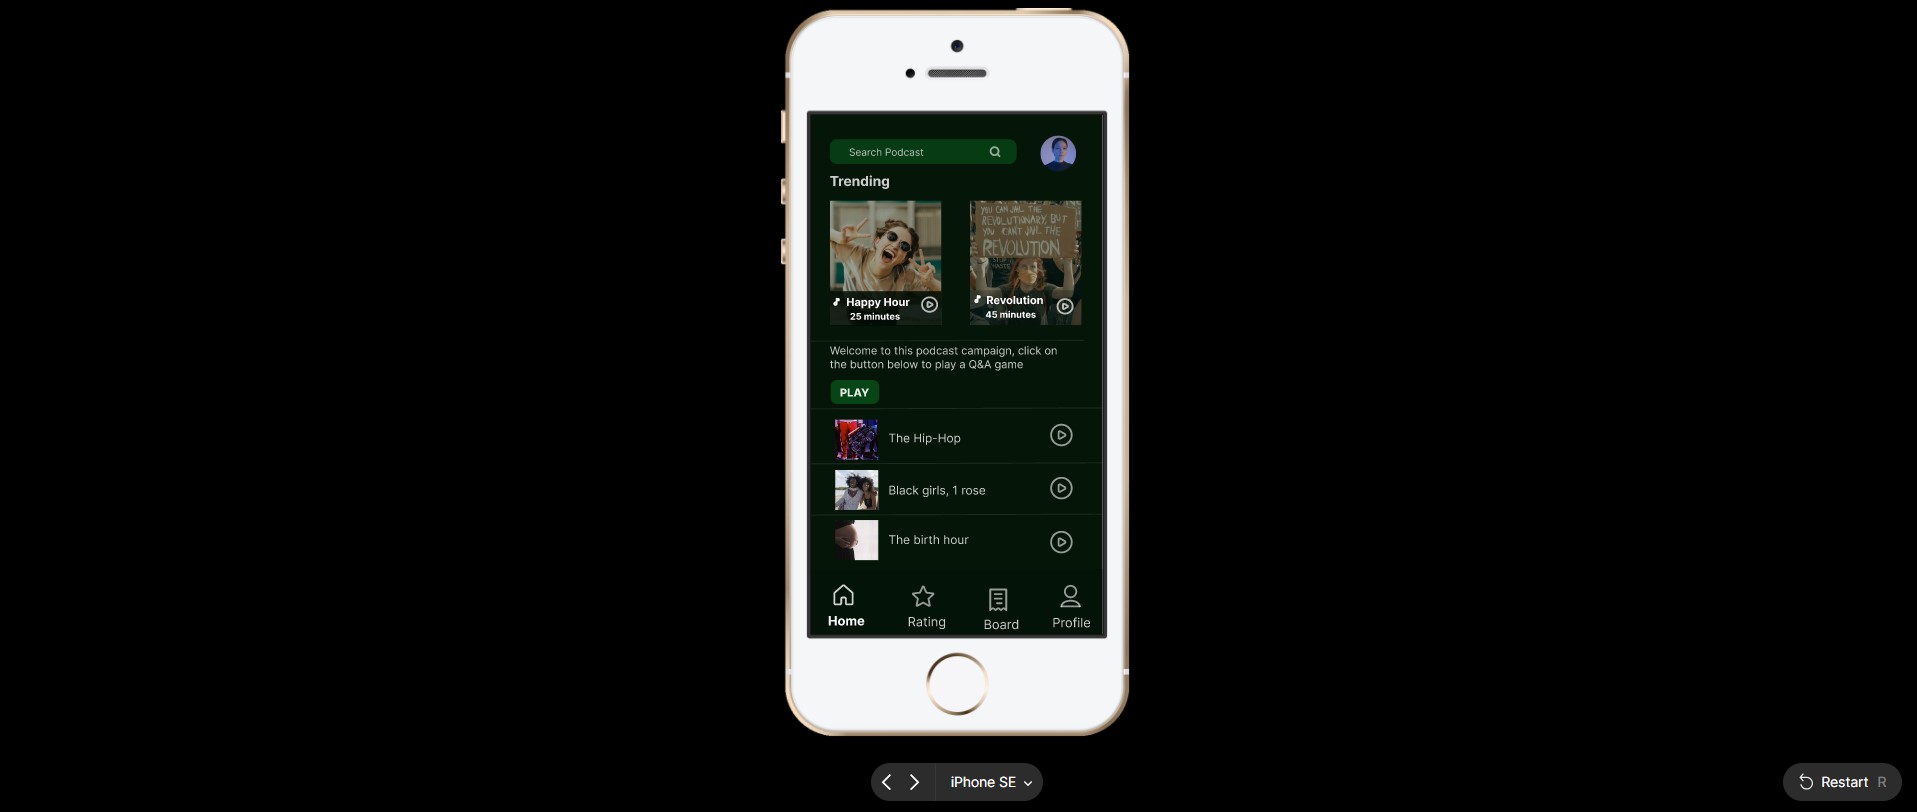 Search Podcast
Trending
YOU CAN JAIL THE
REVOLUTIONARY, BUT
YOU CAN'T JAIL THE
REVOLUTION
Happy Hour
25 minutes
Revolution
45 minutes
Welcome to this podcast campaign, click on
the button below to play a Q&A game
PLAY
The Hip-Hop
Black girls, 1 rose
The birth hour
Home
Rating
Board
Profile
iPhone SE
Restart R